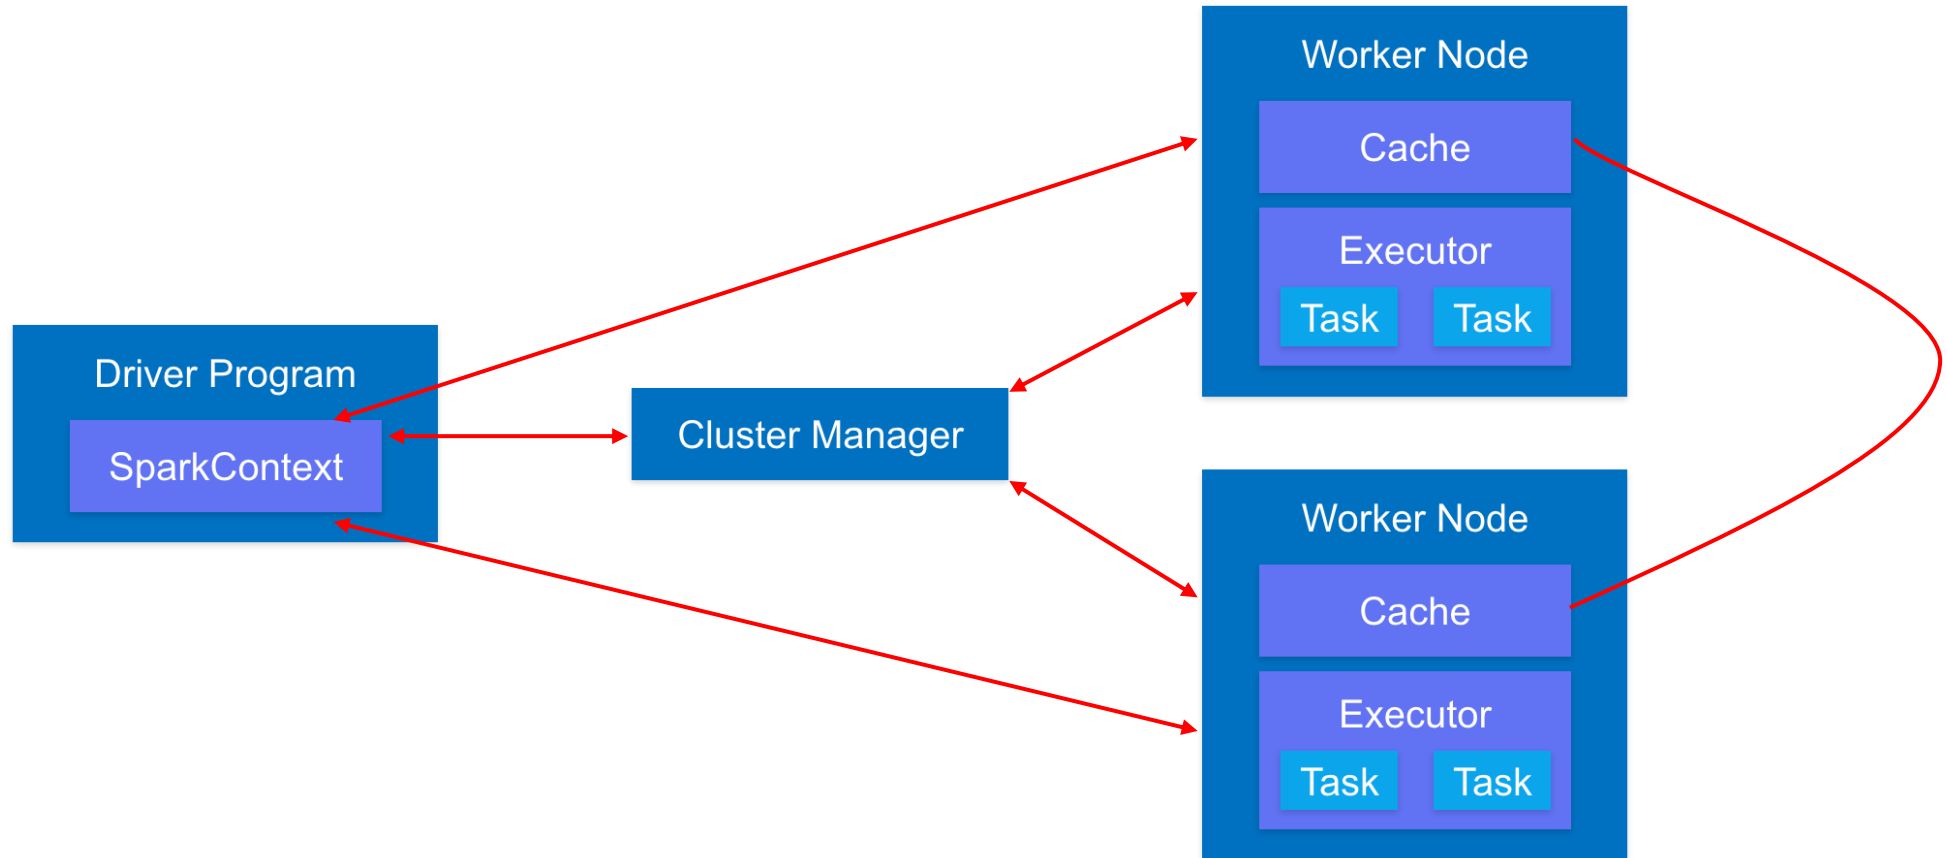 Driver Program
SparkContext
Cluster Manager
Worker Node
Cache
Executor
Task Task
Worker Node
Cache
Executor
Task Task